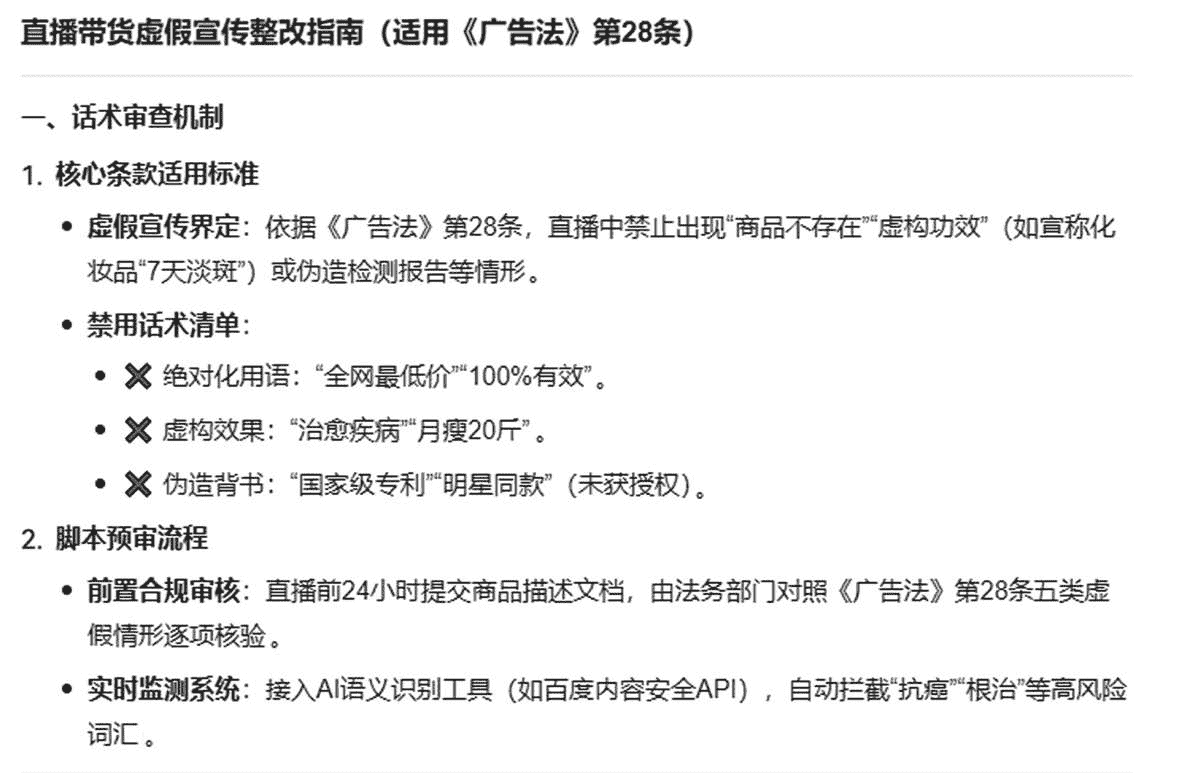 直播带货虚假宣传整改指南（适用《广告法》第28条）
一、话术审查机制
1. 核心条款适用标准
• 虚假宣传界定：依据《广告法》第28条，直播中禁止出现“商品不存在”“虚构功效”（如宣称化
妆品“7天淡斑”）或伪造检测报告等情形。
• 禁用话术清单：
• ✖ 绝对化用语：“全网最低价”“100%有效”。
• ✖ 虚构效果：“治愈疾病”“月瘦20斤”。
• ✖ 伪造背书：“国家级专利”“明星同款”（未获授权）。
2. 脚本预审流程
• 前置合规审核：直播前24小时提交商品描述文档，由法务部门对照《广告法》第28条五类虚
假情形逐项核验。
• 实时监测系统：接入AI语义识别工具（如百度内容安全API），自动拦截“抗癌”“根治”等高风险
词汇。